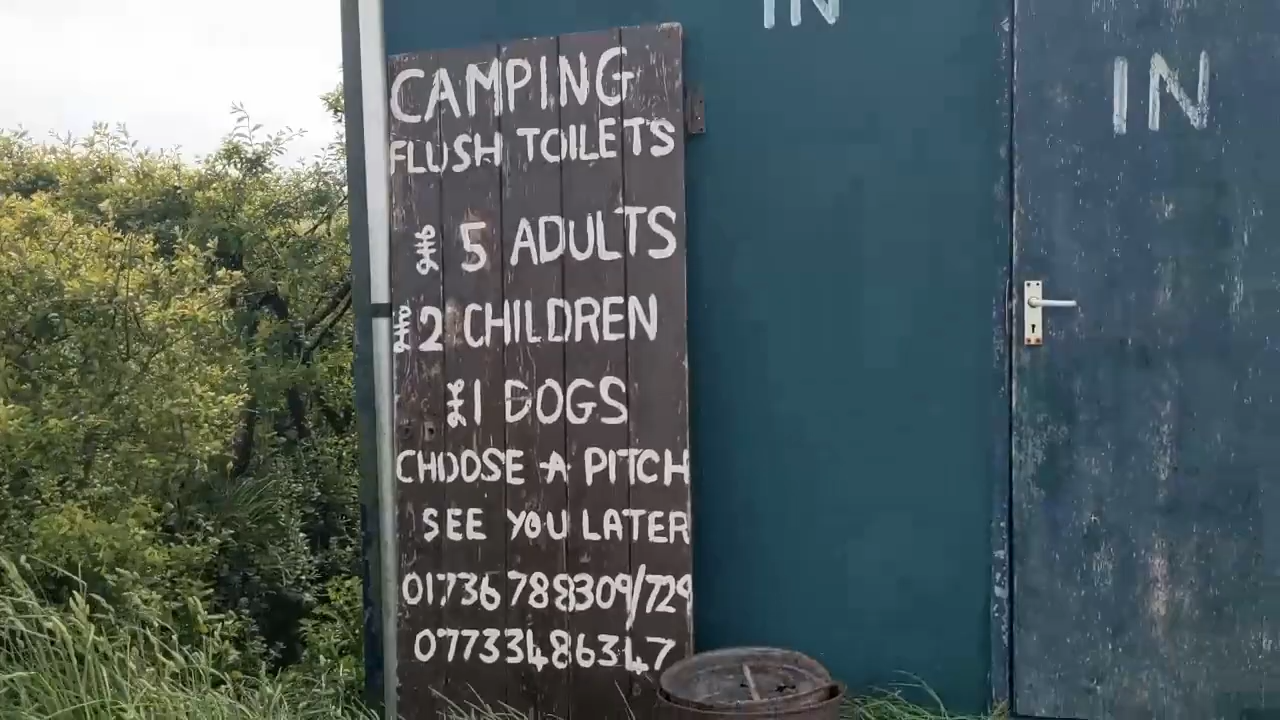 IN
IN
CAMPING
FLUSH TOILETS
5 ADULTS
2 CHILDREN
£1 DOGS
CHOOSE A PITCH
SEE YOU LATER
01736 788309/729
07733486347